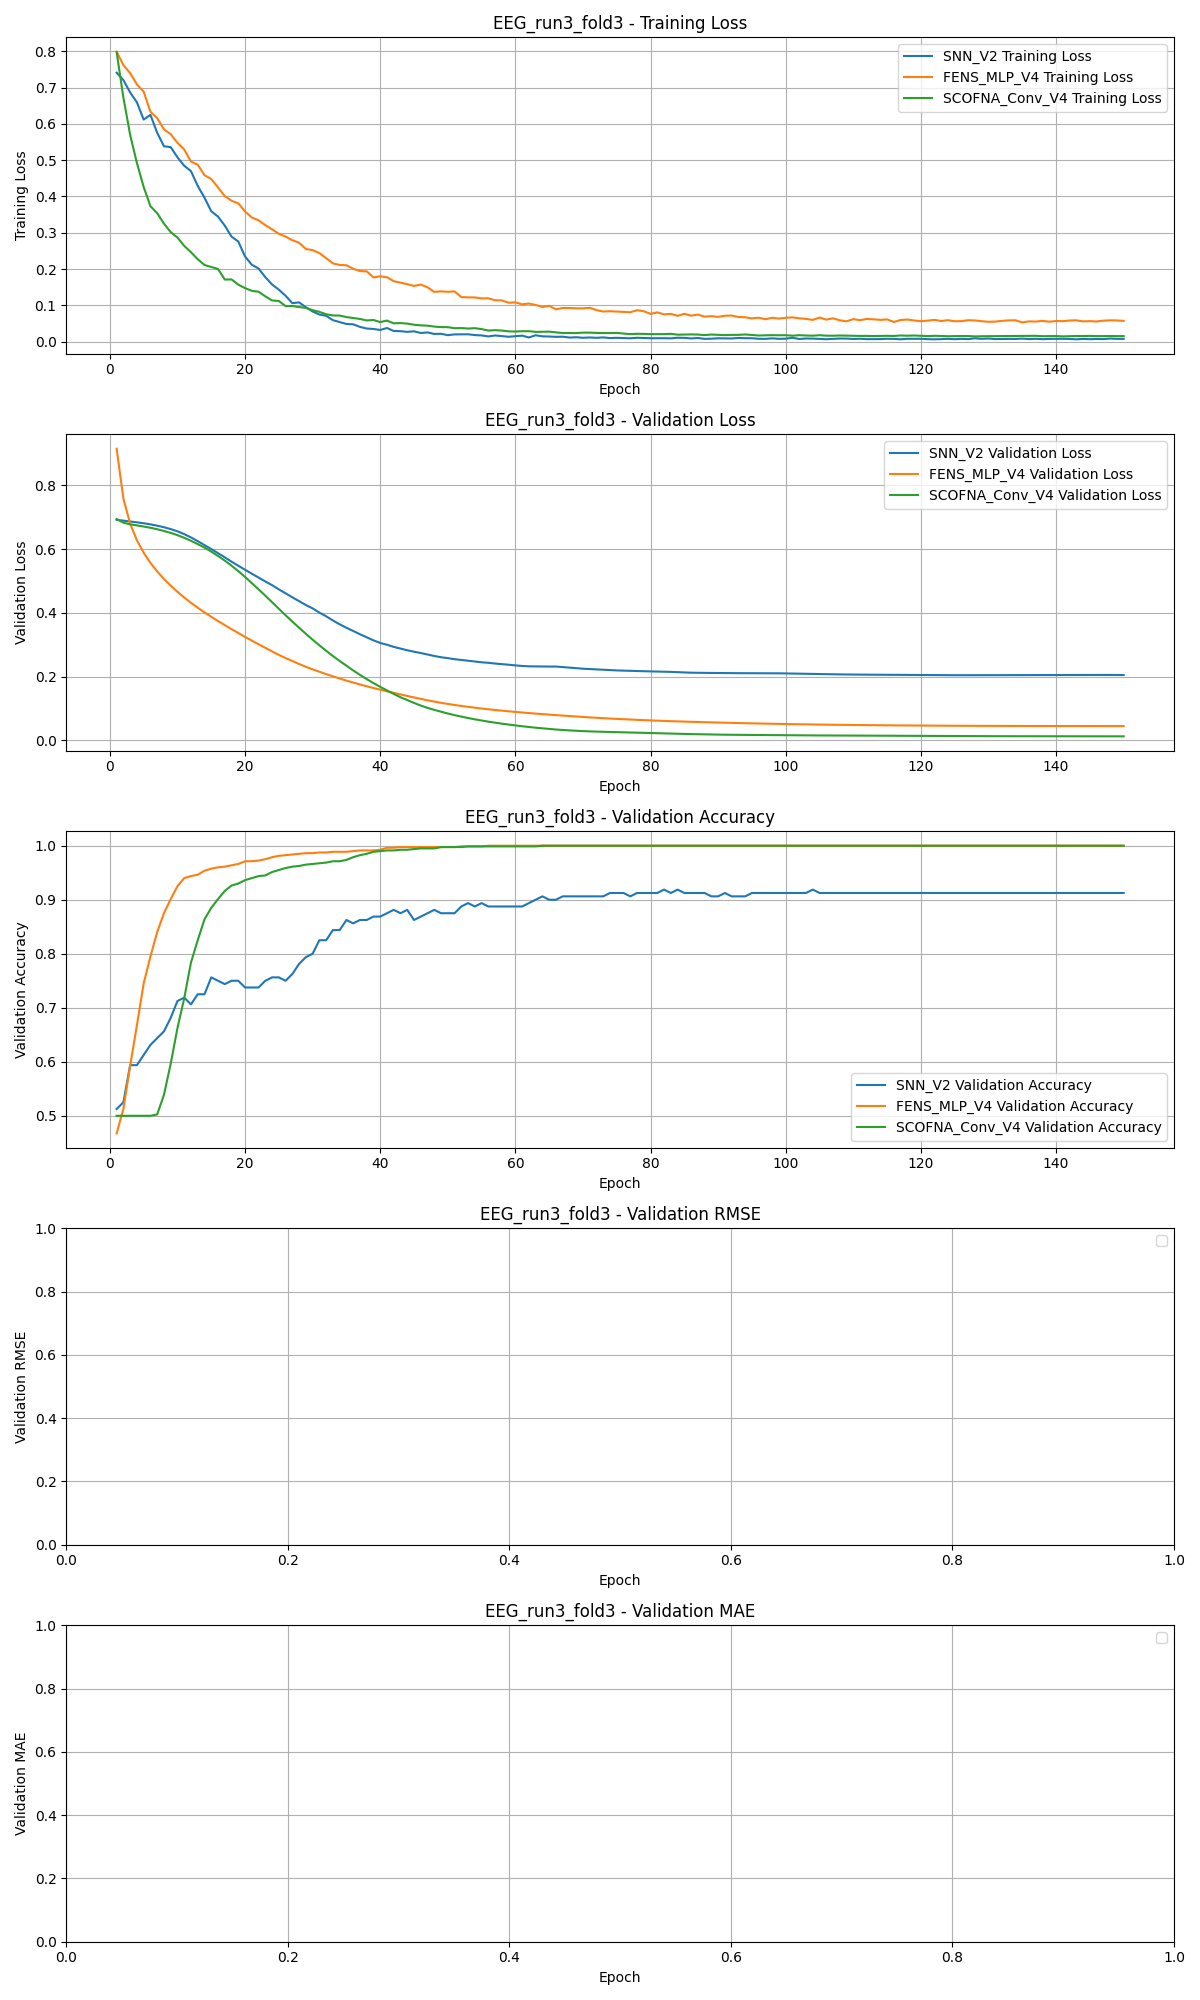 EEG_run3_fold3 - Training Loss
SNN_V2 Training Loss
FENS_MLP_V4 Training Loss
SCOFNA_Conv_V4 Training Loss
Training Loss
0.8
0.7
0.6
0.5
0.4
0.3
0.2
0.1
0.0
0 20 40 60 80 100 120 140
Epoch
EEG_run3_fold3 - Validation Loss
SNN_V2 Validation Loss
FENS_MLP_V4 Validation Loss
SCOFNA_Conv_V4 Validation Loss
Validation Loss
0.8
0.6
0.4
0.2
0.0
0 20 40 60 80 100 120 140
Epoch
EEG_run3_fold3 - Validation Accuracy
Validation Accuracy
1.0
0.9
0.8
0.7
0.6
0.5
SNN_V2 Validation Accuracy
FENS_MLP_V4 Validation Accuracy
SCOFNA_Conv_V4 Validation Accuracy
0 20 40 60 80 100 120 140
Epoch
EEG_run3_fold3 - Validation RMSE
Validation RMSE
1.0
0.8
0.6
0.4
0.2
0.0
0.0 0.2 0.4 0.6 0.8 1.0
Epoch
EEG_run3_fold3 - Validation MAE
Validation MAE
1.0
0.8
0.6
0.4
0.2
0.0
0.0 0.2 0.4 0.6 0.8 1.0
Epoch